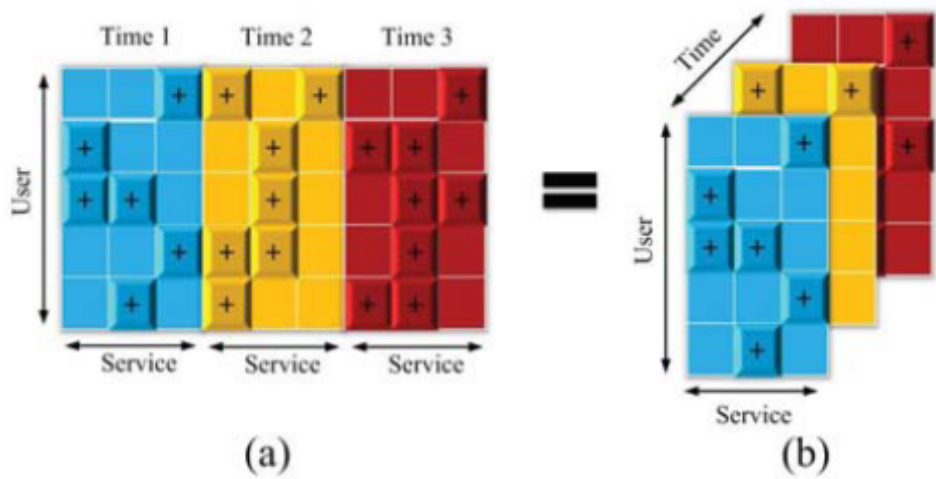 Time 1 Time 2 Time 3
User
+ + + +
+ + + +
+ + + + +
+ + + +
+ + + +
Service Service Service
(a)
=
Time
User
+
+ +
+
+ +
+ +
+
+
Service
(b)